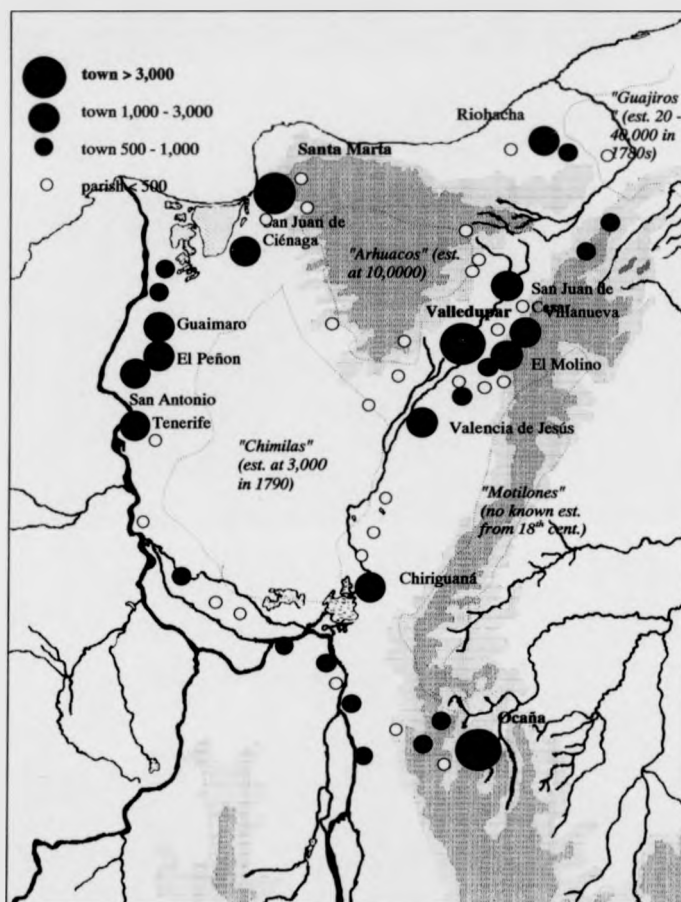 town > 3,000
town 1,000 - 3,000
town 500 - 1,000
parish < 500
Riohacha
"Guajiros
" (est. 20 -
40,000 in
1780s)
Santa Marta
San Juan de
Ciénaga
"Arhuacos" (est.
at 10,0000)
San Juan de
Cesar
Villanueva
Valledupar
Guaimaro
El Peñon
El Molino
San Antonio
Tenerife
Valencia de Jesús
"Chimilas"
(est. at 3,000
in 1790)
"Motilones"
(no known est.
from 18th cent.)
Chiriguaná
Ocaña